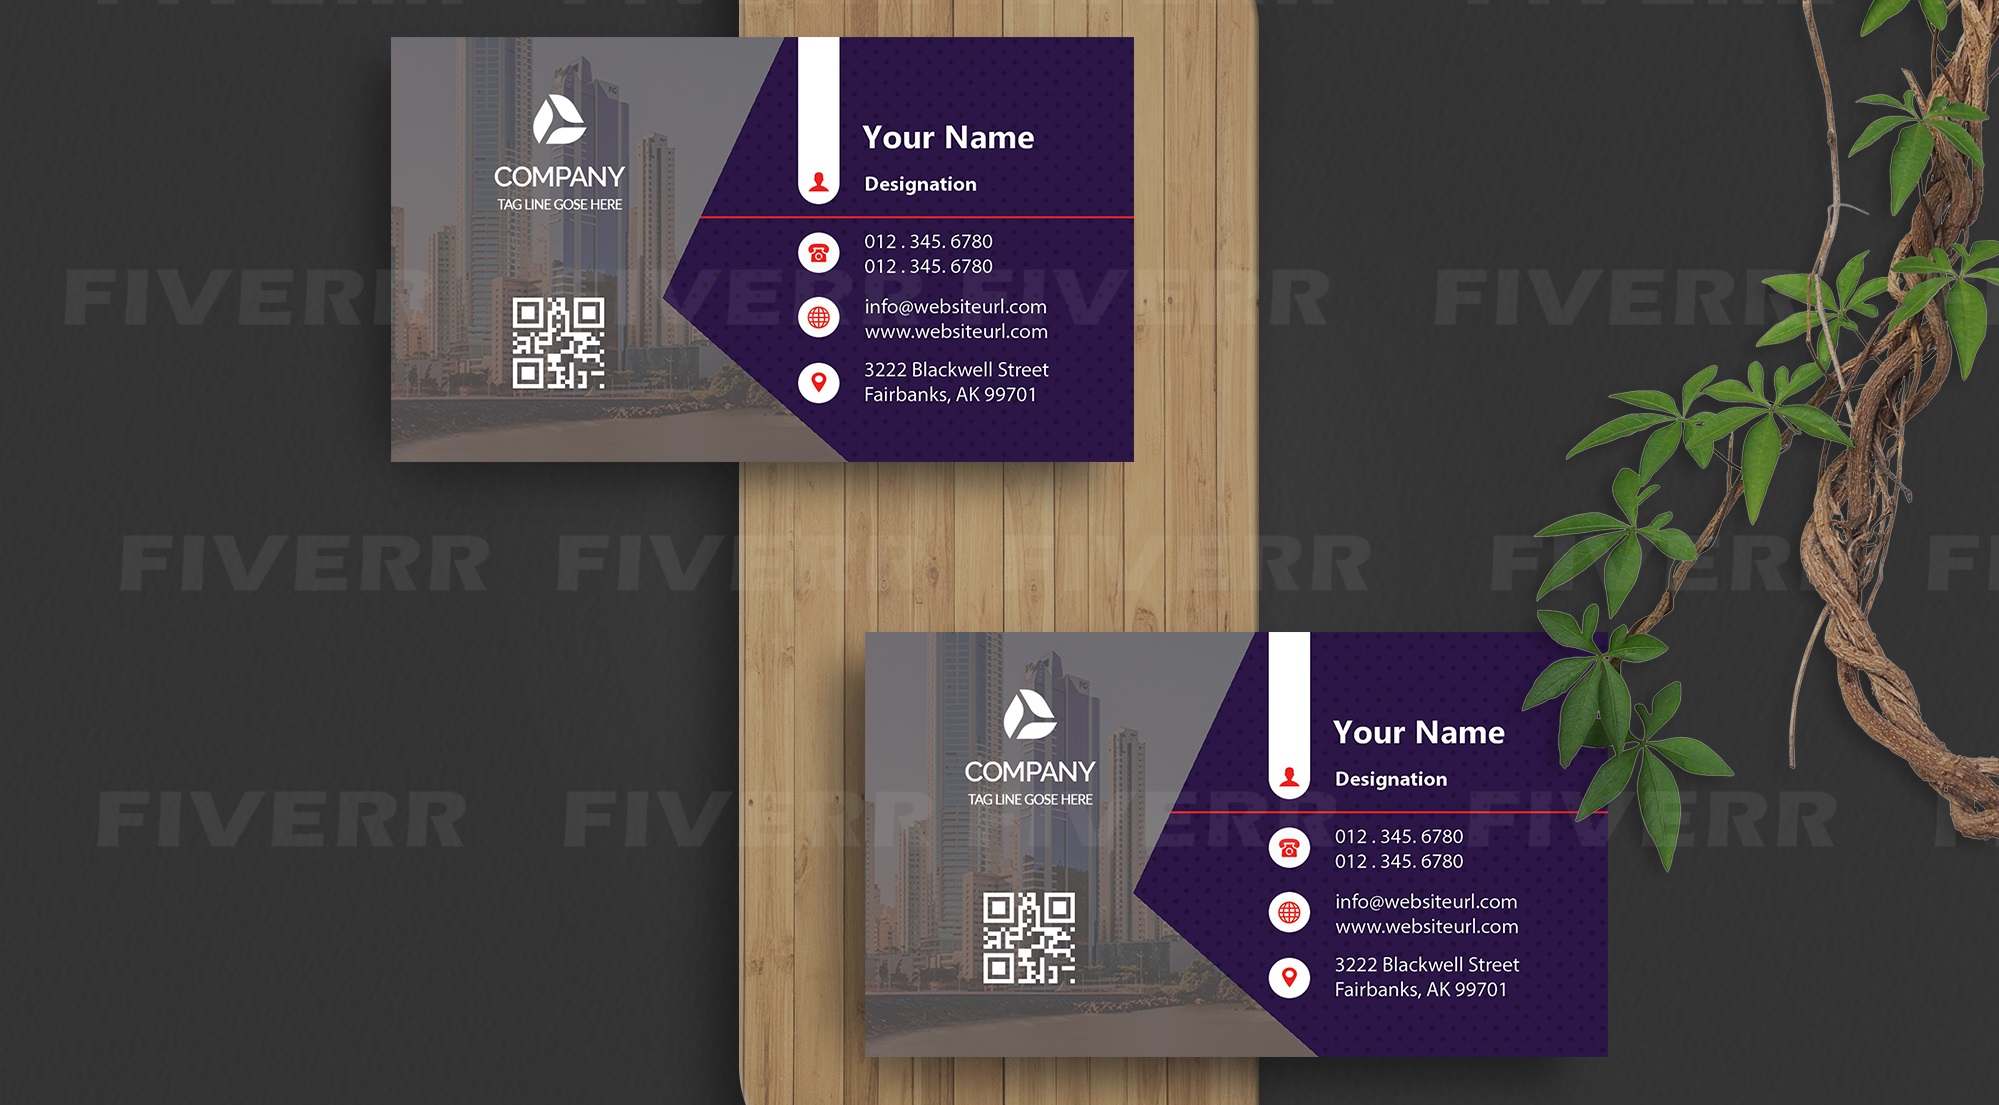 COMPANY
TAG LINE GOSE HERE
Your Name
Designation
012 . 345. 6780
012 . 345. 6780
info@websiteurl.com
www.websiteurl.com
3222 Blackwell Street
Fairbanks, AK 99701
FIVERR FIVERR FIVERR FIVERR
FIVERR FIVERR FIVERR FIVERR F
COMPANY
TAG LINE GOSE HERE
Your Name
Designation
012 . 345. 6780
012 . 345. 6780
info@websiteurl.com
www.websiteurl.com
3222 Blackwell Street
Fairbanks, AK 99701
FIVERR FIVERR FIVERR FIVERR